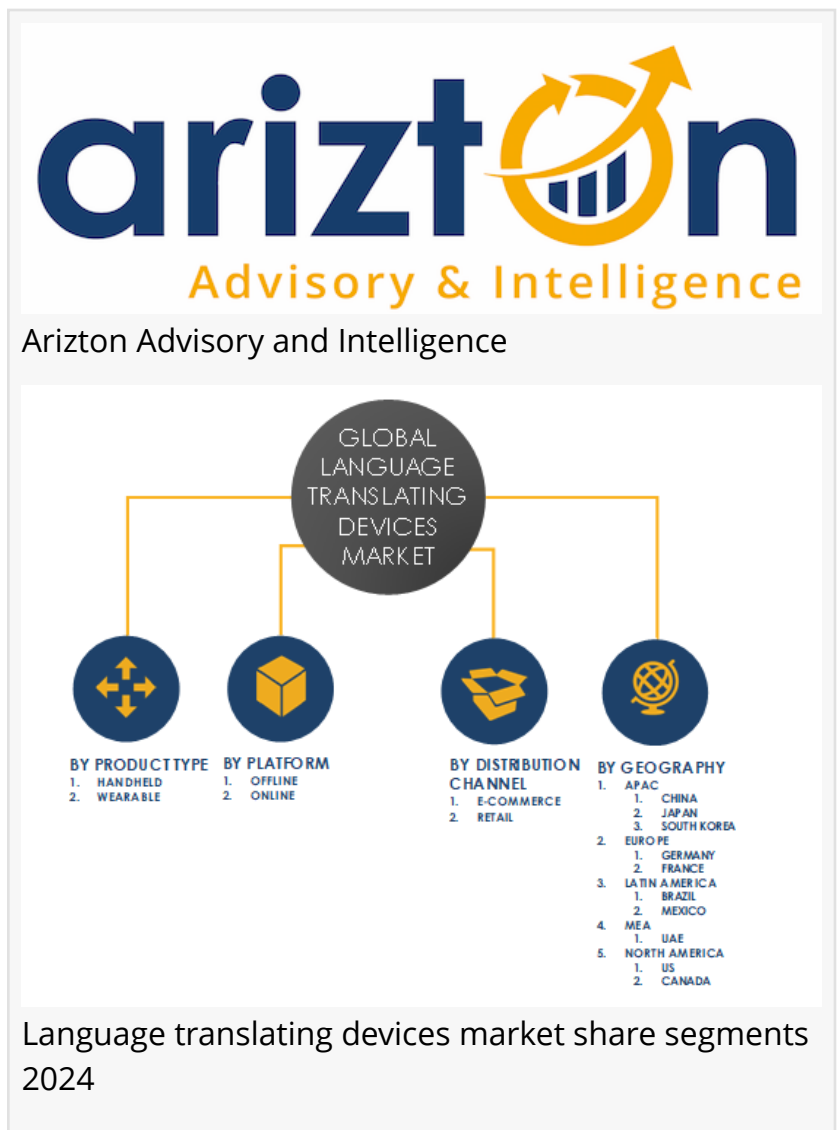 arizton
Advisory & Intelligence
Arizton Advisory and Intelligence
GLOBAL
LANGUAGE
TRANSLATING
DEVICES
MARKET
BY PRODUCT TYPE
1. HANDHELD
2. WEARABLE
BY PLATFORM
1. OFFLINE
2. ONLINE
BY DISTRIBUTION
CHANNEL
1. E-COMMERCE
2. RETAIL
BY GEOGRAPHY
1. APAC
1. CHINA
2. JAPAN
3. SOUTH KOREA
2. EUROPE
1. GERMANY
2. FRANCE
3. LATIN AMERICA
1. BRAZIL
2. MEXICO
4. MEA
1. UAE
5. NORTH AMERICA
1. US
2. CANADA
Language translating devices market share segments
2024